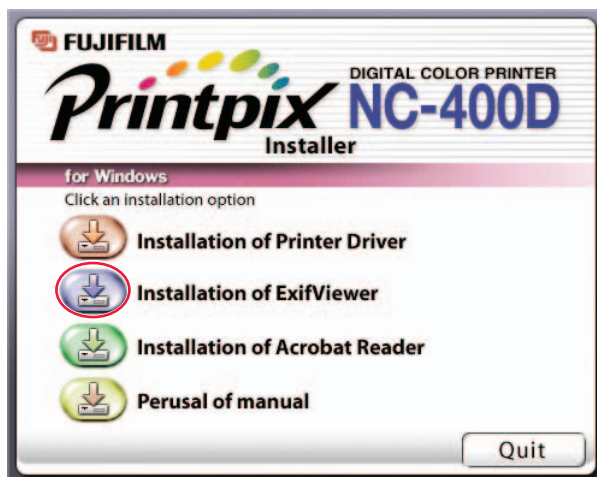 FUJIFILM
Printpix
DIGITAL COLOR PRINTER
NC-400D
Installer
for Windows
Click an installation option
Installation of Printer Driver
Installation of ExifViewer
Installation of Acrobat Reader
Perusal of manual
Quit